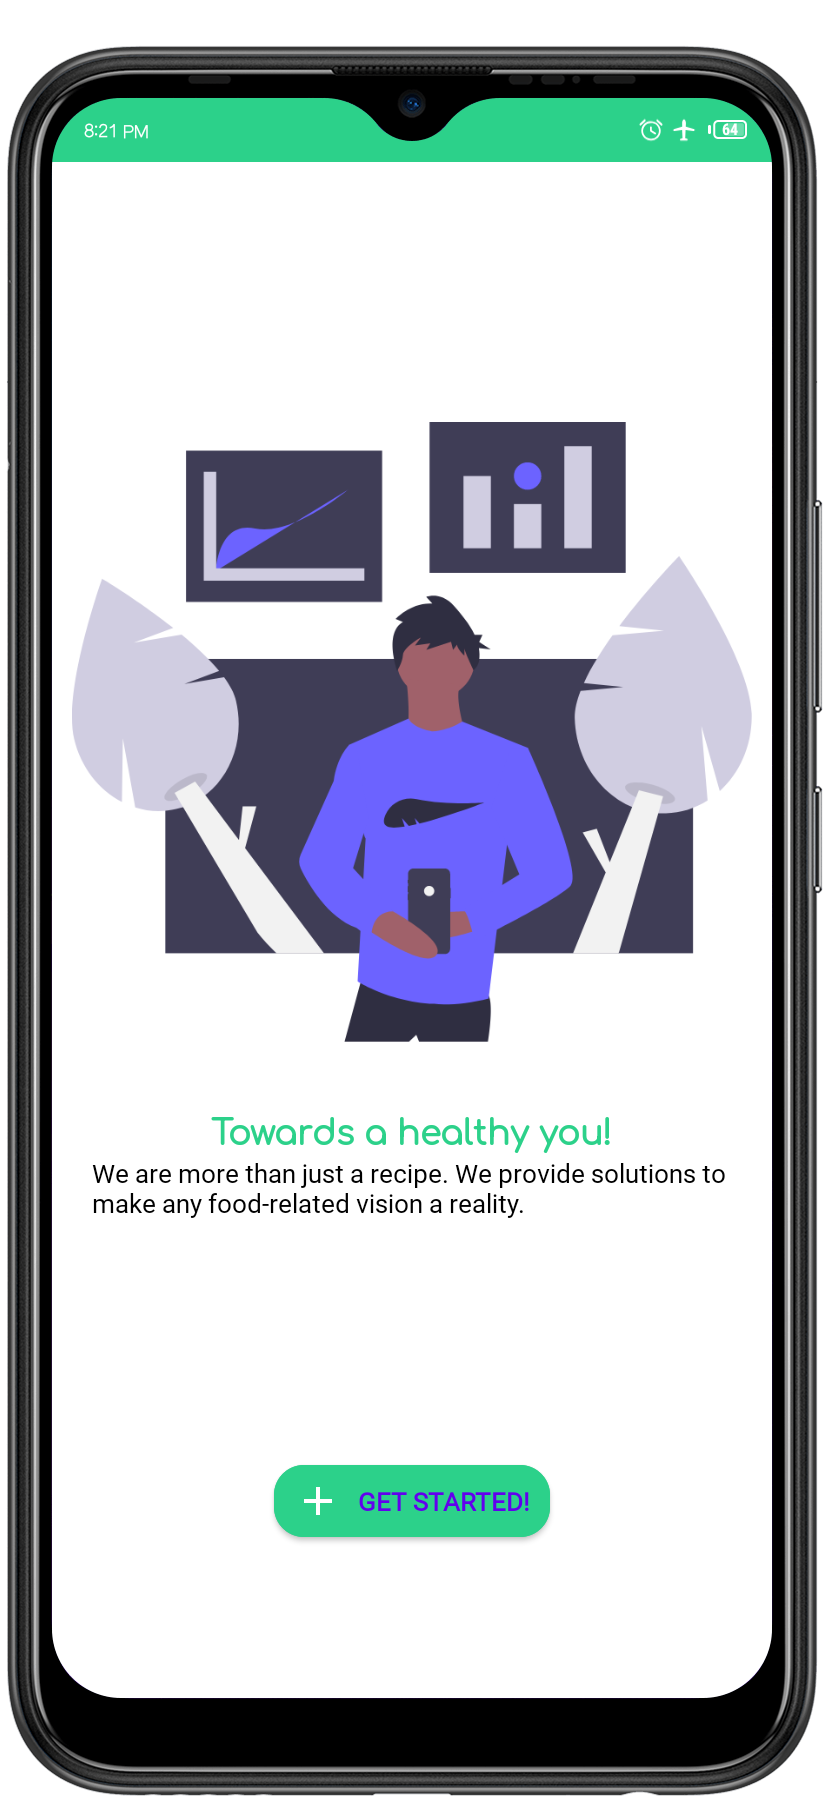 8:21 PM 64
Towards a healthy you!
We are more than just a recipe. We provide solutions to
make any food-related vision a reality.
GET STARTED!